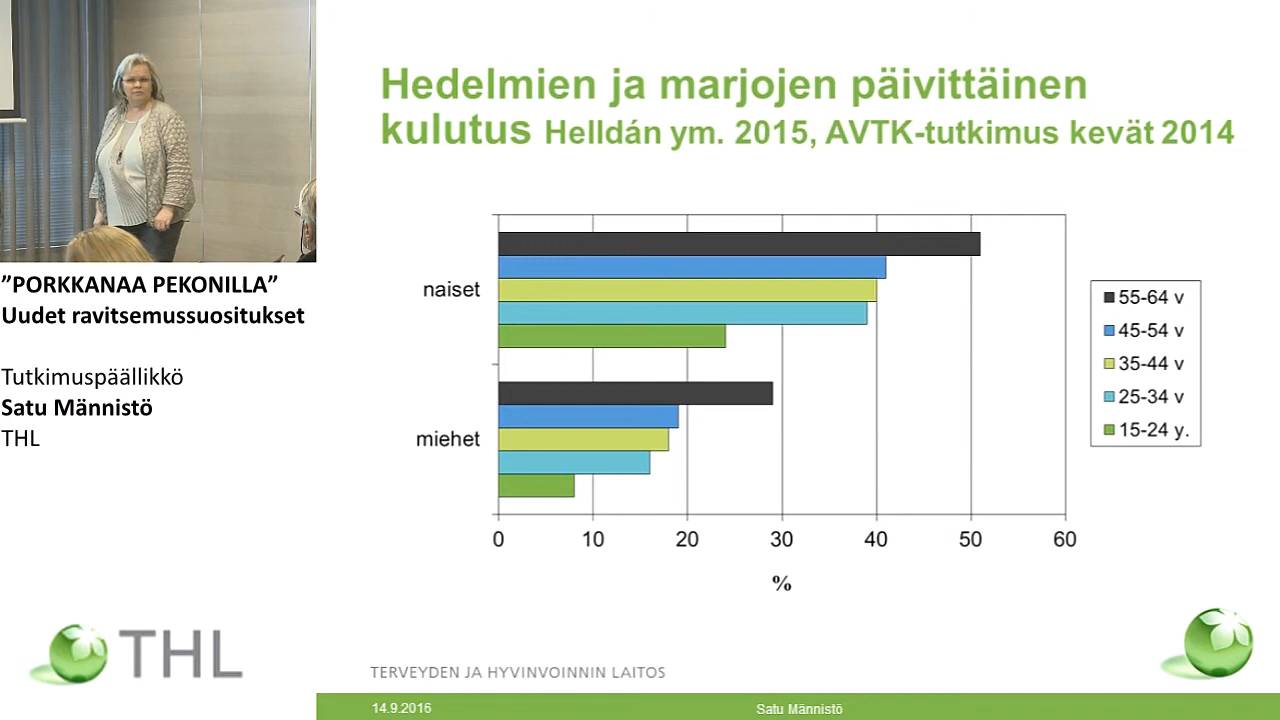 Hedelmien ja marjojen päivittäinen
kulutus Helldán ym. 2015, AVTK-tutkimus kevät 2014
”PORKKANAA PEKONILLA”
Uudet ravitsemussuositukset
Tutkimuspäällikkö
Satu Männistö
THL
naiset
miehet
0 10 20 30 40 50 60
%
55-64 v
45-54 v
35-44 v
25-34 v
15-24 y.
THL
TERVEYDEN JA HYVINVOINNIN LAITOS
14.9.2016 Satu Männistö